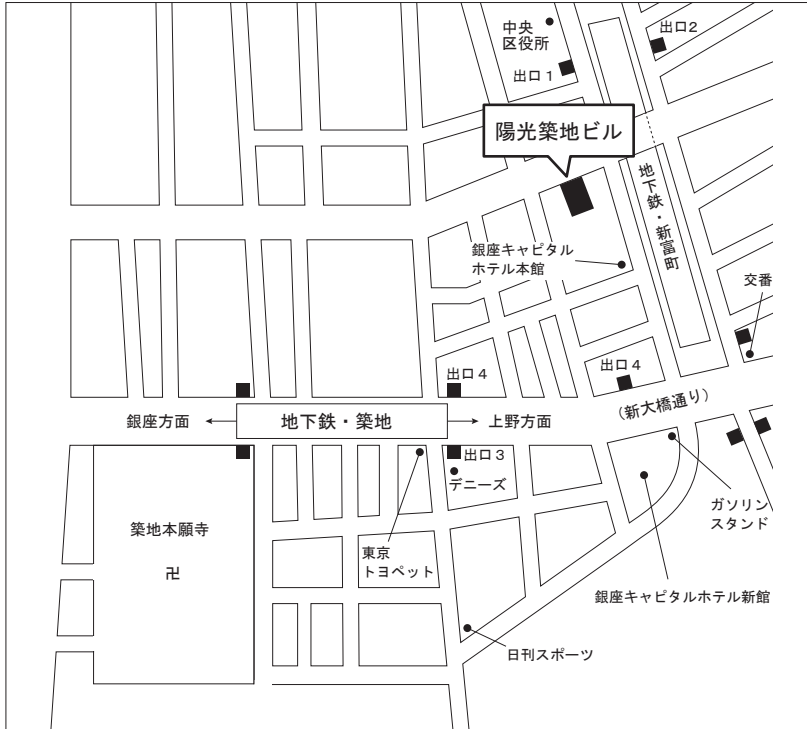 中央
区役所
出口2
出口1
陽光築地ビル
地下鉄・新富町
銀座キャピタル
ホテル本館
交番
出口4
出口4
(新大橋通り)
銀座方面
地下鉄・築地
上野方面
出口3
デニーズ
ガソリン
スタンド
築地本願寺
卍
東京
トヨペット
銀座キャピタルホテル新館
日刊スポーツ